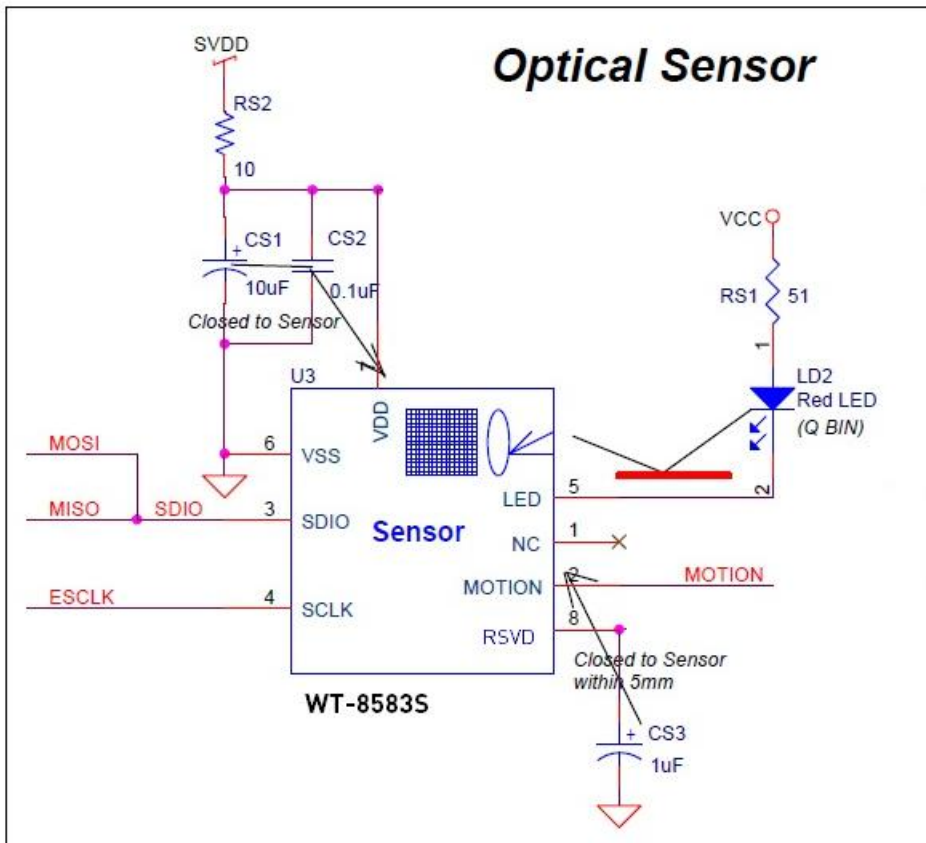 Optical Sensor
SVDD
RS2
10
CS1
+
10uF
CS2
0.1uF
Closed to Sensor
VCC
RS1
51
1
LD2
Red LED
(Q BIN)
2
U3
7
VDD
MOSI
6
VSS
MISO
SDIO
3
SDIO
Sensor
LED
5
NC
1
MOTION
2
MOTION
ESCLK
4
SCLK
RSVD
8
Closed to Sensor
within 5mm
WT-8583S
+
CS3
1uF